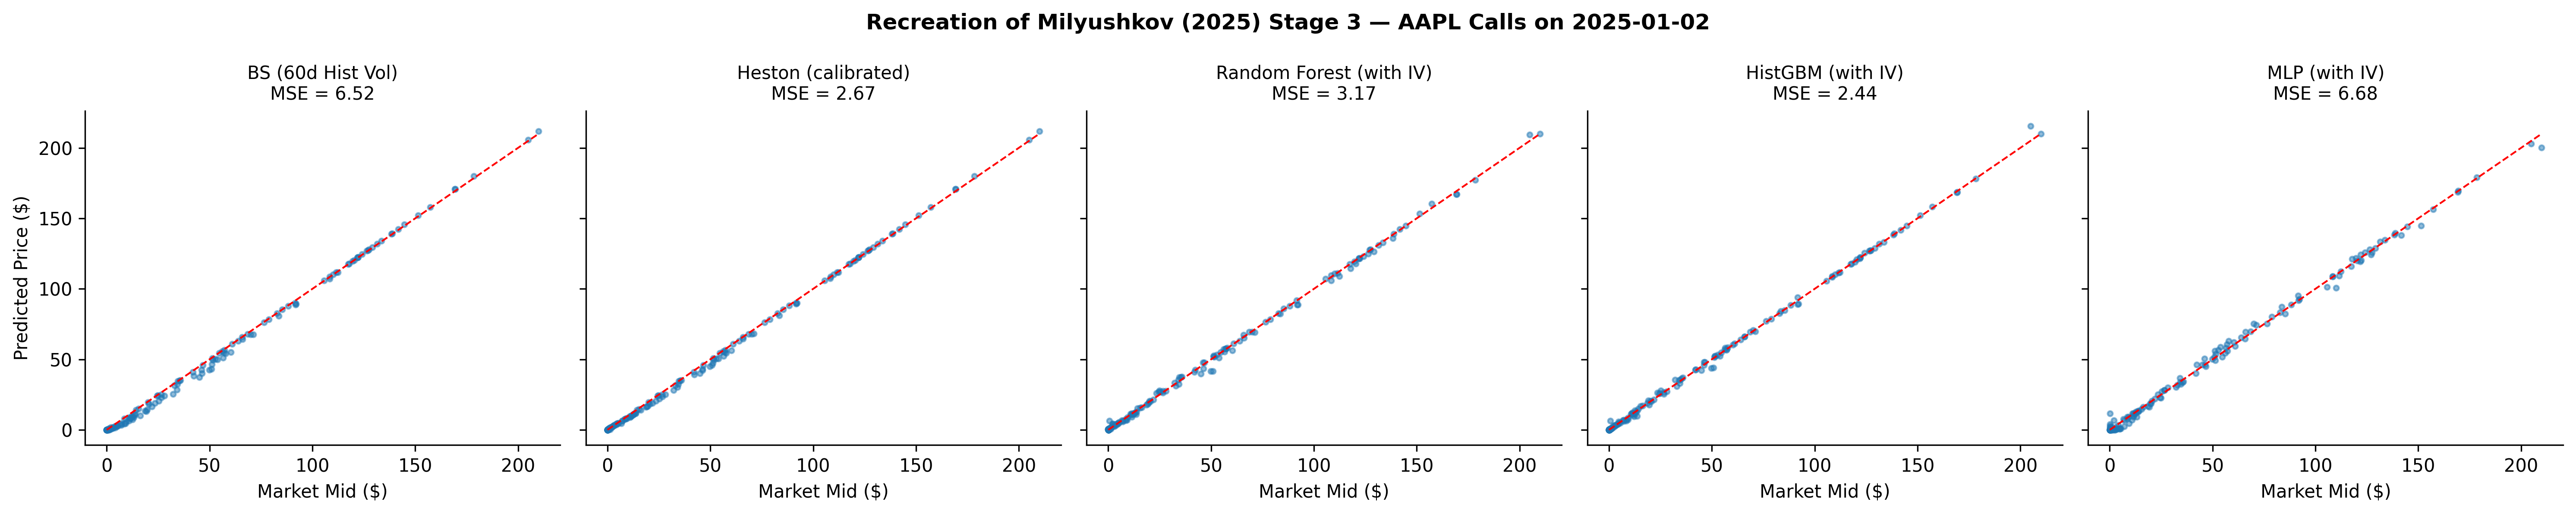 Recreation of Milyushkov (2025) Stage 3 — AAPL Calls on 2025-01-02
BS (60d Hist Vol)
MSE = 6.52
Heston (calibrated)
MSE = 2.67
Random Forest (with IV)
MSE = 3.17
HistGBM (with IV)
MSE = 2.44
MLP (with IV)
MSE = 6.68
Predicted Price ($)
200
150
100
50
0
0 50 100 150 200
0 50 100 150 200
0 50 100 150 200
0 50 100 150 200
0 50 100 150 200
Market Mid ($)
Market Mid ($)
Market Mid ($)
Market Mid ($)
Market Mid ($)